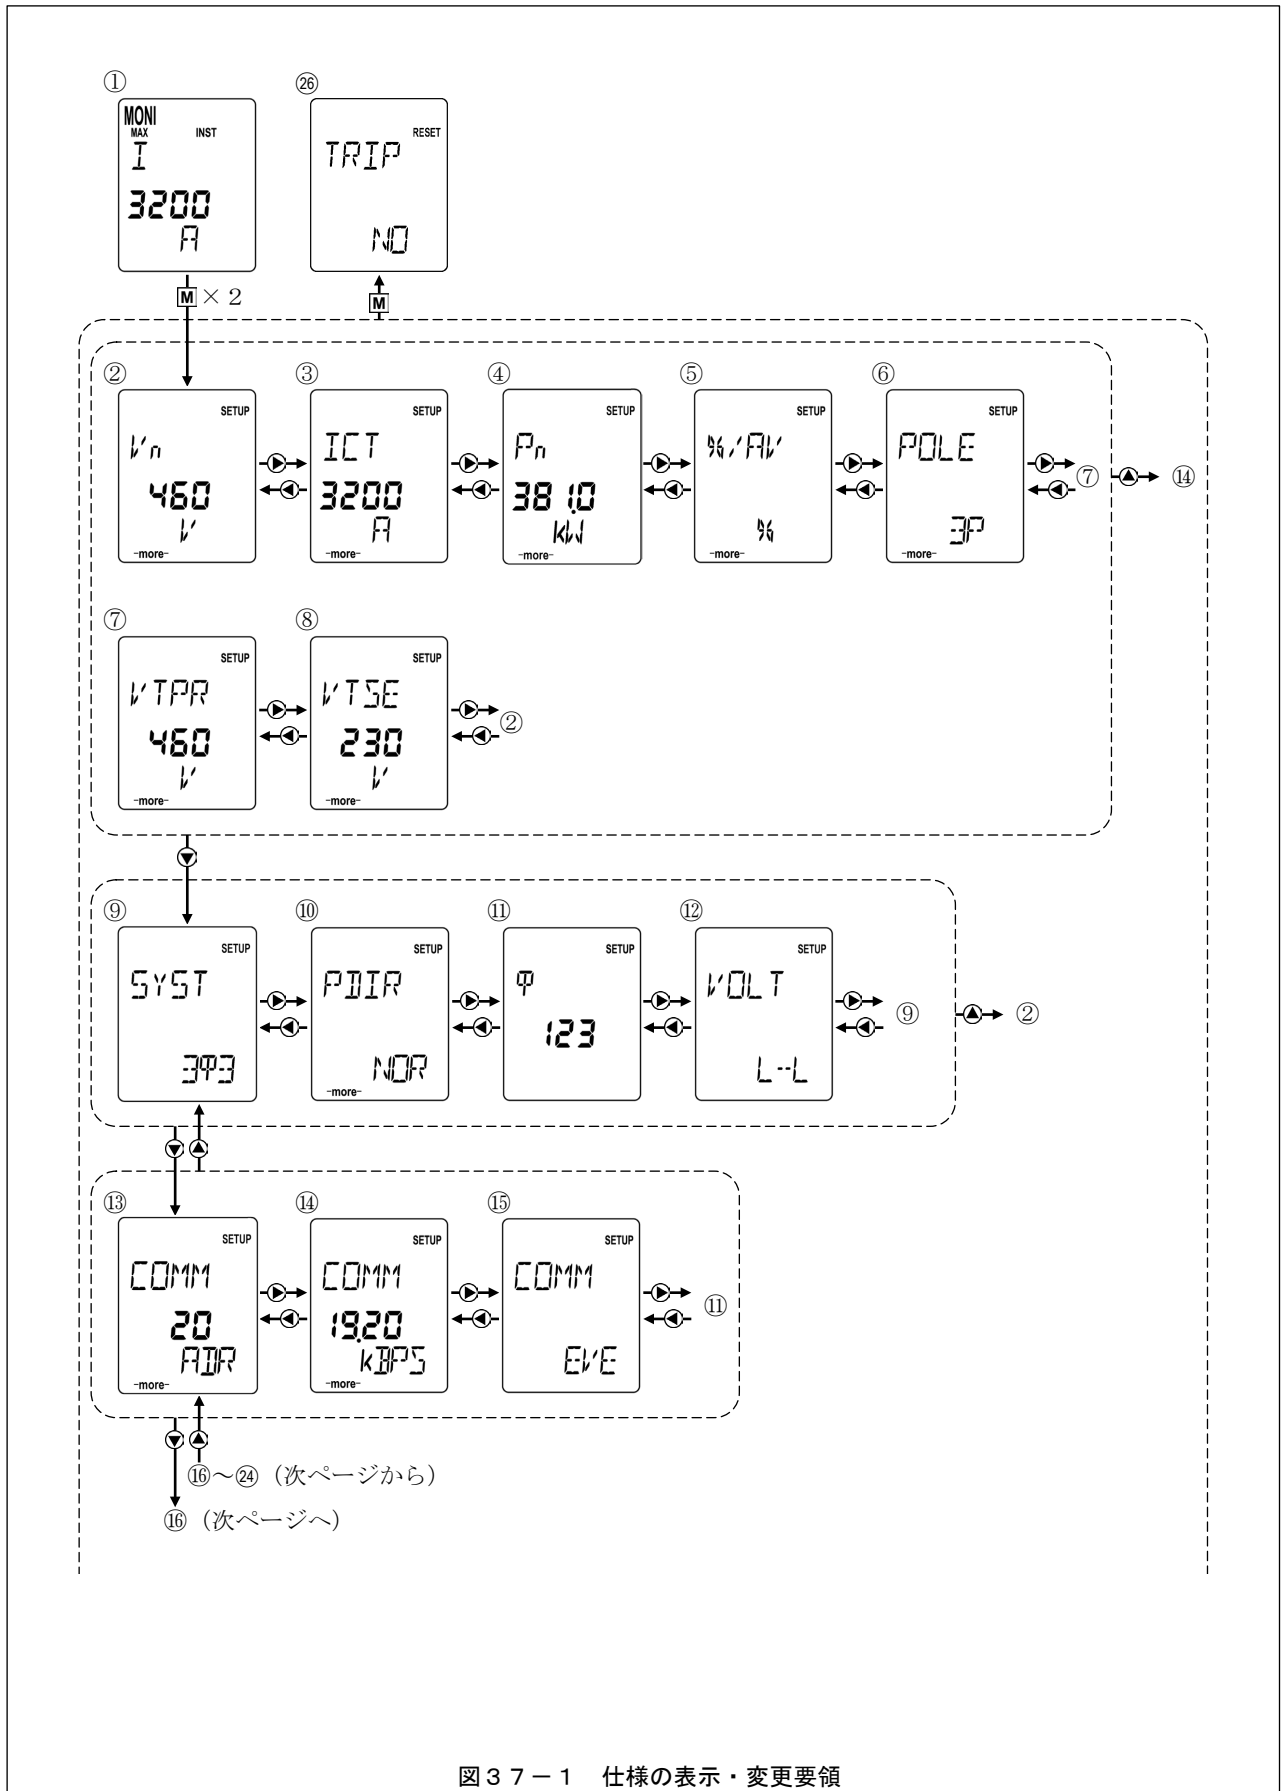 ① ㉖
MONI
MAX INST
I
3200
A
RESET
TRIP
NO
M × 2
M
② ③ ④ ⑤ ⑥
SETUP
Vn
460
V
-more-
SETUP
ICT
3200
A
-more-
SETUP
Pn
381.0
kW
-more-
SETUP
%/AV
%
-more-
SETUP
POLE
3P
-more-
⑦
⑭
⑦ ⑧
SETUP
VTPR
460
V
-more-
SETUP
VTSE
230
V
-more-
②
⑨ ⑩ ⑪ ⑫
SETUP
SYST
3φ3
SETUP
PDIR
NOR
-more-
SETUP
φ
123
SETUP
VOLT
L--L
⑨
②
⑬ ⑭ ⑮
SETUP
COMM
20
ADR
-more-
SETUP
COMM
19.20
kBPS
-more-
SETUP
COMM
EVE
⑪
⑯～㉔（次ページから）
⑯（次ページへ）
図３７－１　仕様の表示・変更要領